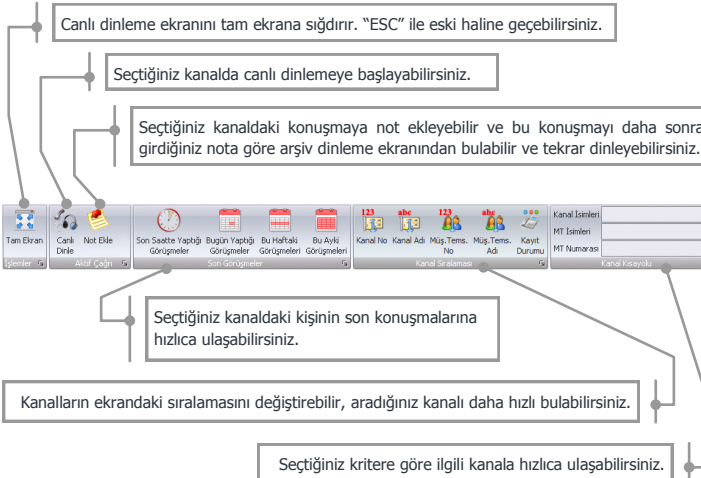 Canlı dinleme ekranını tam ekrana sığdırır. “ESC” ile eski haline geçebilirsiniz.
Seçtiğiniz kanalda canlı dinlemeye başlayabilirsiniz.
Seçtiğiniz kanaldaki konuşmaya not ekleyebilir ve bu konuşmayı daha sonra
girdiğiniz nota göre arşiv dinleme ekranından bulabilir ve tekrar dinleyebilirsiniz.
123 abc 123 abc
Tam Ekran Canlı Dinle Not Ekle Son Saatte Yaptığı Görüşmeler Bugün Yaptığı Görüşmeler Bu Haftaki Görüşmeleri Bu Ayki Görüşmeleri Kanal No Kanal Adı Müş.Tems. No Müş.Tems. Adı Kayıt Durumu
Kanal İsimleri
MT İsimleri
MT Numarası
İşlemler Aktif Çağrı Son Görüşmeler Kanal Sıralaması Kanal Kısayolu
Seçtiğiniz kanaldaki kişinin son konuşmalarına
hızlıca ulaşabilirsiniz.
Kanalların ekrandaki sıralamasını değiştirebilir, aradığınız kanalı daha hızlı bulabilirsiniz.
Seçtiğiniz kritere göre ilgili kanala hızlıca ulaşabilirsiniz.